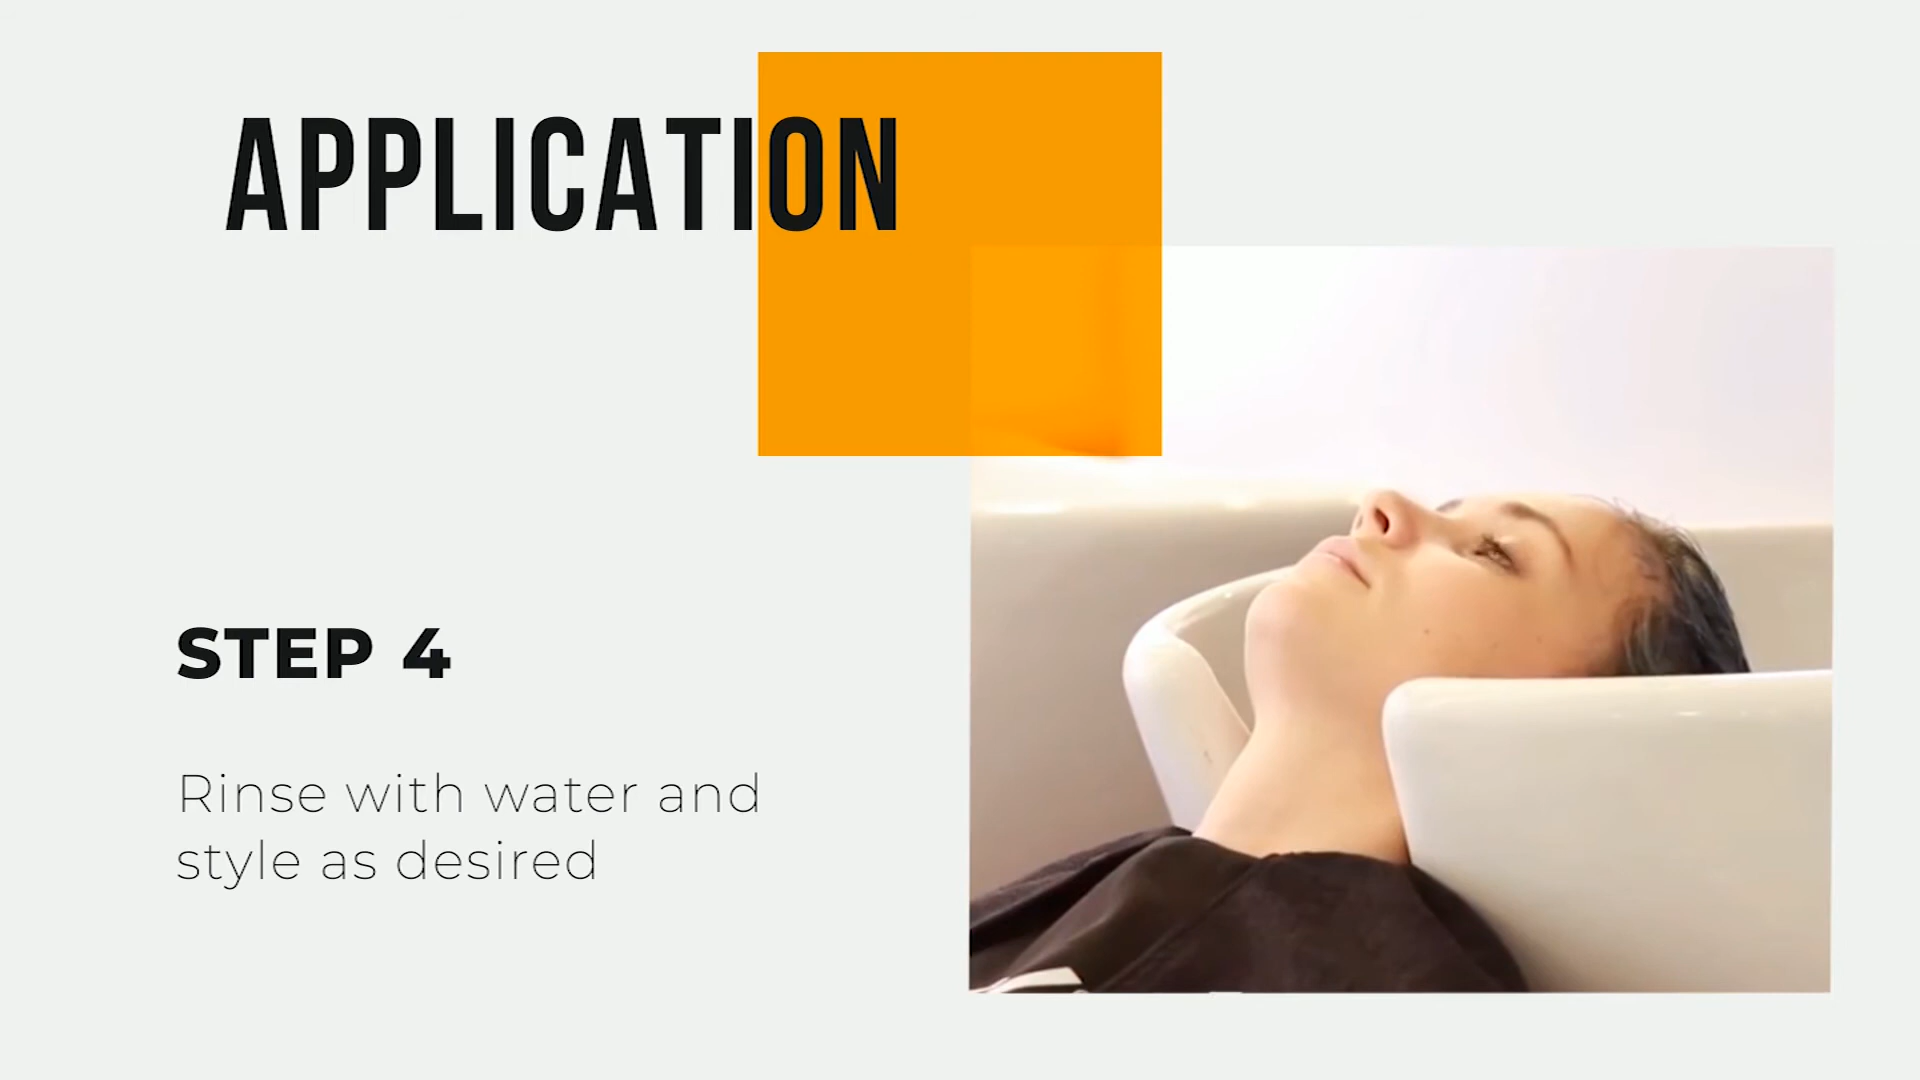 APPLICATION
STEP 4
Rinse with water and
style as desired